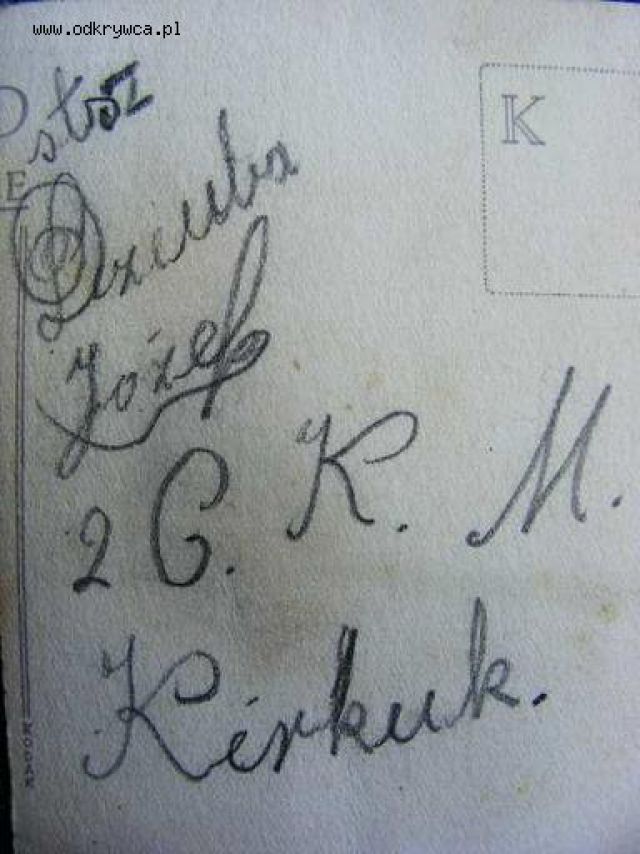 www.odkrywca.pl
K
E
Dziuba
Józef
2 C. K. M.
Kirkuk.